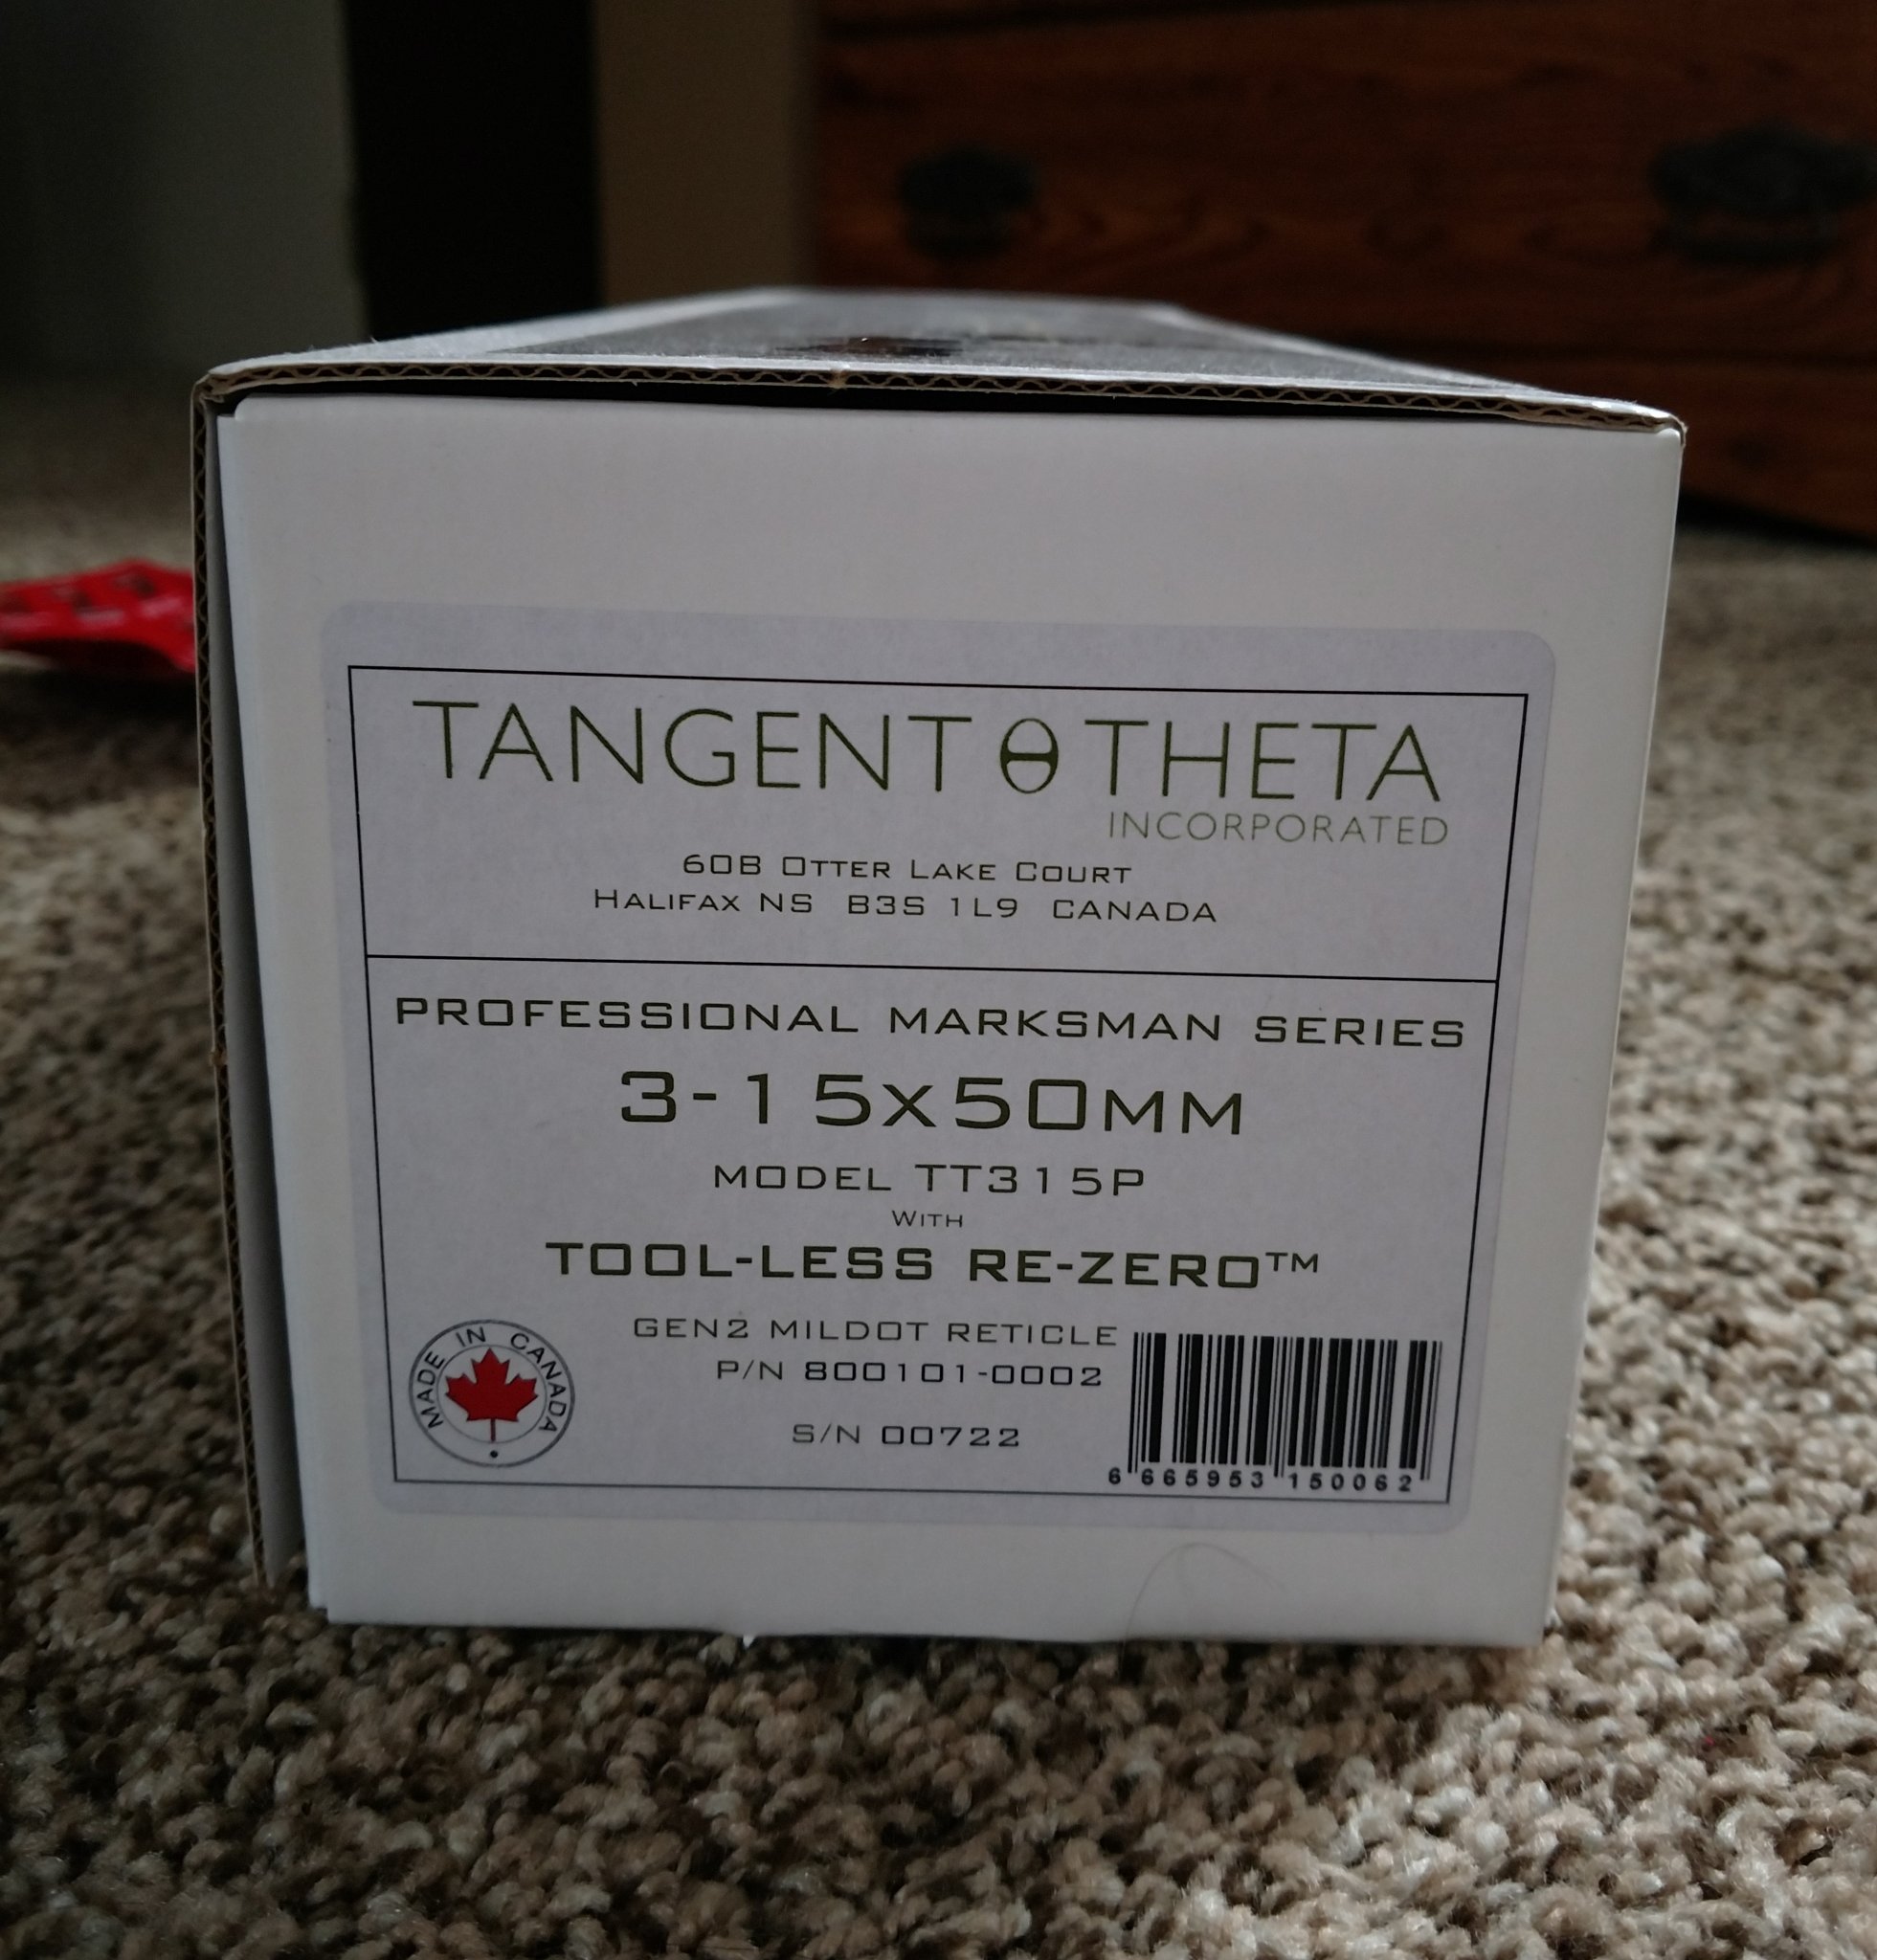 TANGENT θ THETA
INCORPORATED
60B OTTER LAKE COURT
HALIFAX NS B3S 1L9 CANADA
PROFESSIONAL MARKSMAN SERIES
3-15X50MM
MODEL TT315P
WITH
TOOL-LESS RE-ZERO™
GEN2 MILDOT RETICLE
P/N 800101-0002
S/N 00722
MADE IN CANADA
6 665953 150062